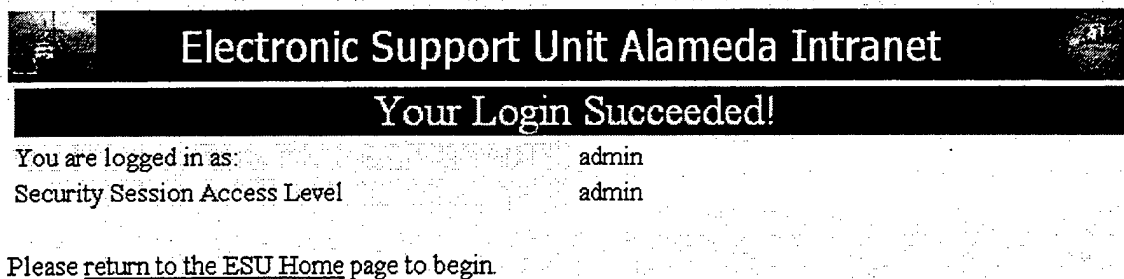 Electronic Support Unit Alameda Intranet
Your Login Succeeded!
You are logged in as: admin
Security Session Access Level admin
Please return to the ESU Home page to begin.